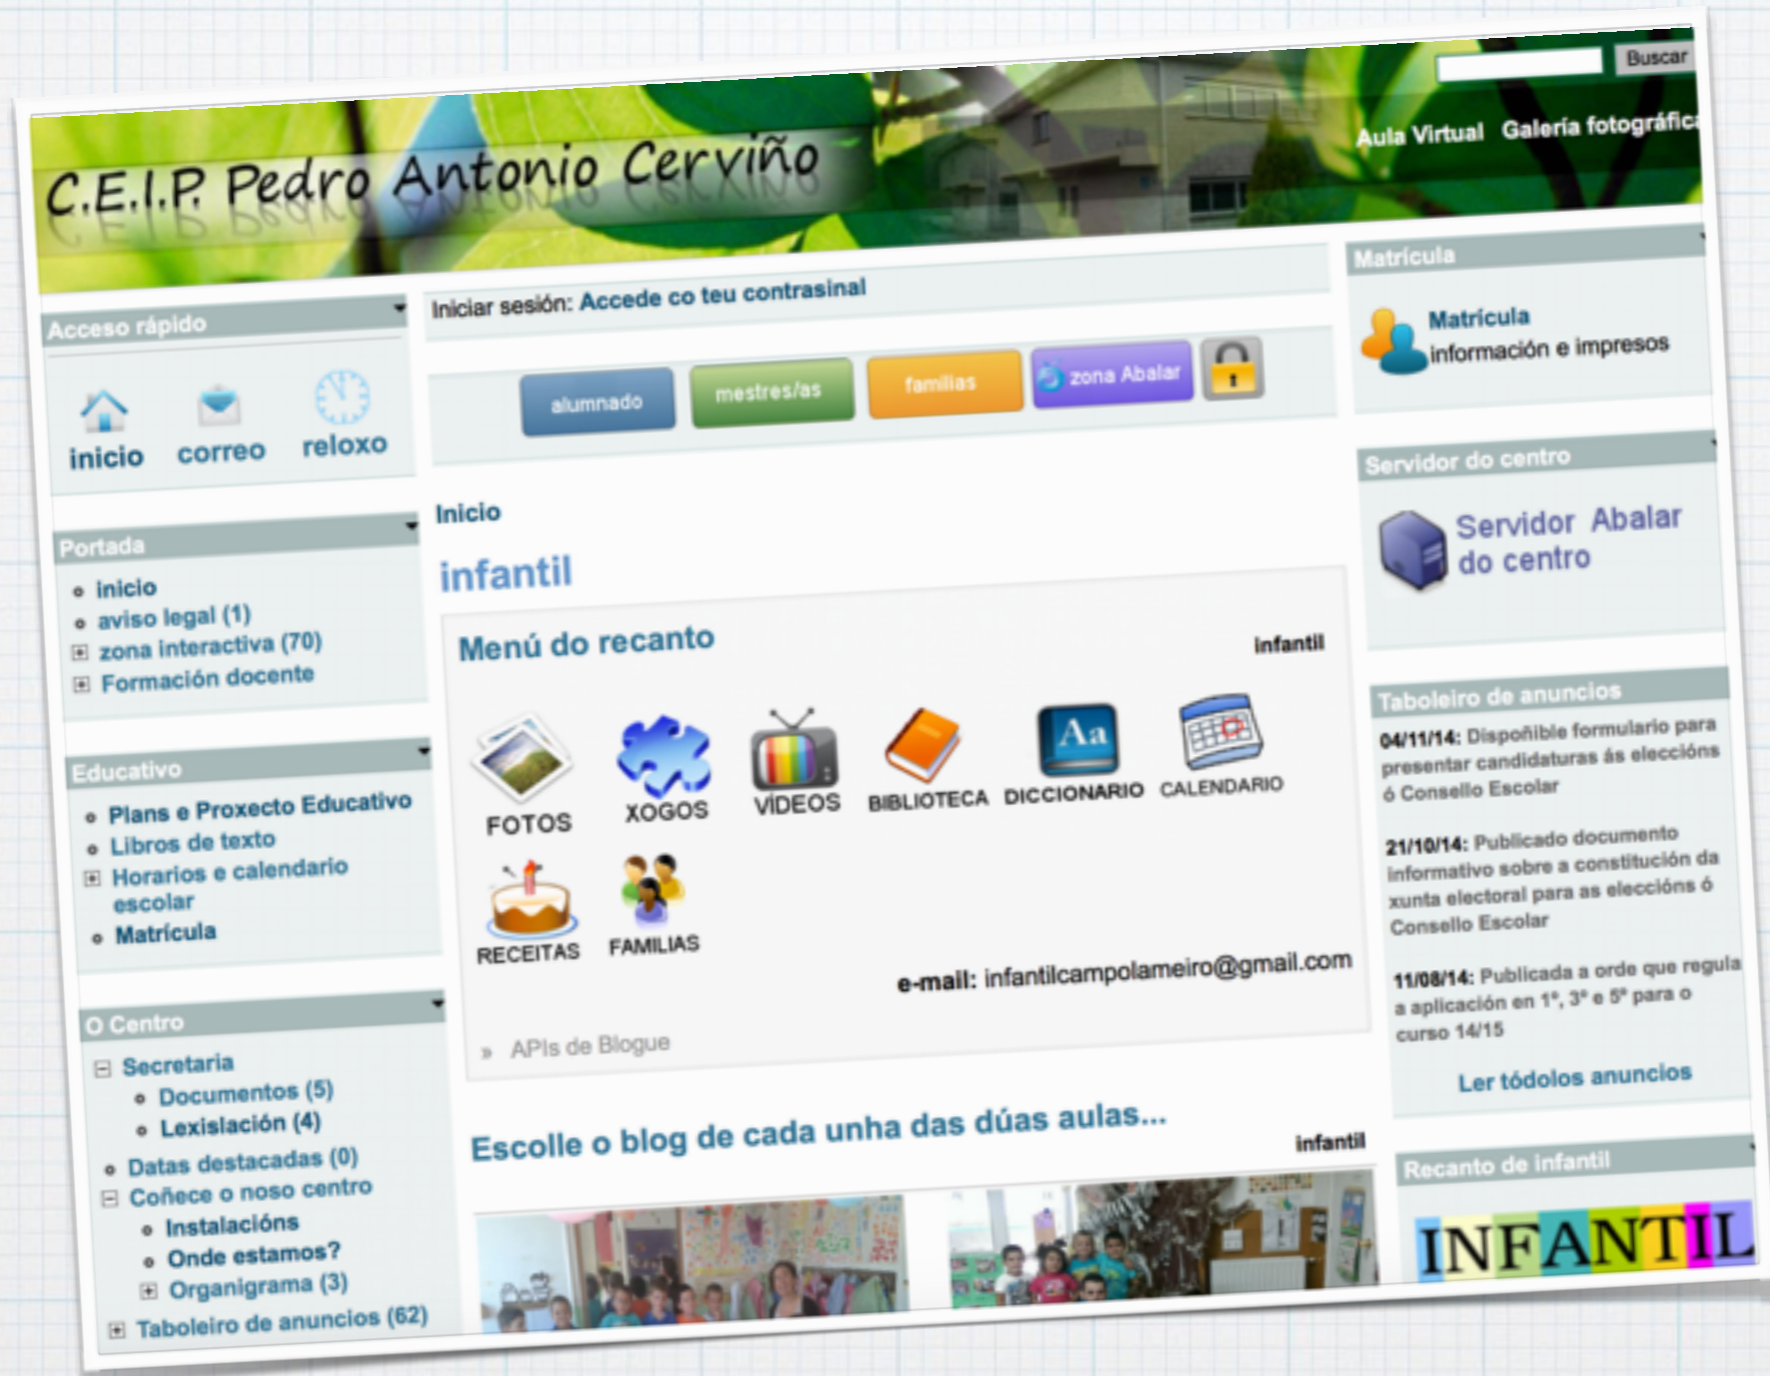 Buscar
Aula Virtual Galería fotográfica
C.E.I.P. Pedro Antonio Cerviño
Acceso rápido
inicio correo reloxo
Portada
inicio
aviso legal (1)
zona interactiva (70)
Formación docente
Educativo
Plans e Proxecto Educativo
Libros de texto
Horarios e calendario
escolar
Matrícula
O Centro
Secretaria
Documentos (5)
Lexislación (4)
Datas destacadas (0)
Coñece o noso centro
Instalacións
Onde estamos?
Organigrama (3)
Taboleiro de anuncios (62)
Iniciar sesión: Accede co teu contrasinal
alumnado mestres/as familias zona Abalar
Inicio
infantil
Menú do recanto
infantil
Aa
FOTOS XOGOS VÍDEOS BIBLIOTECA DICCIONARIO CALENDARIO
RECEITAS FAMILIAS
e-mail: infantilcampolameiro@gmail.com
» APIs de Blogue
Escolle o blog de cada unha das dúas aulas...
infantil
Matrícula
Matrícula
información e impresos
Servidor do centro
Servidor Abalar
do centro
Taboleiro de anuncios
04/11/14: Dispoñible formulario para
presentar candidaturas ás eleccións
ó Consello Escolar
21/10/14: Publicado documento
informativo sobre a constitución da
xunta electoral para as eleccións ó
Consello Escolar
11/08/14: Publicada a orde que regula
a aplicación en 1º, 3º e 5º para o
curso 14/15
Ler tódolos anuncios
Recanto de infantil
INFANTIL